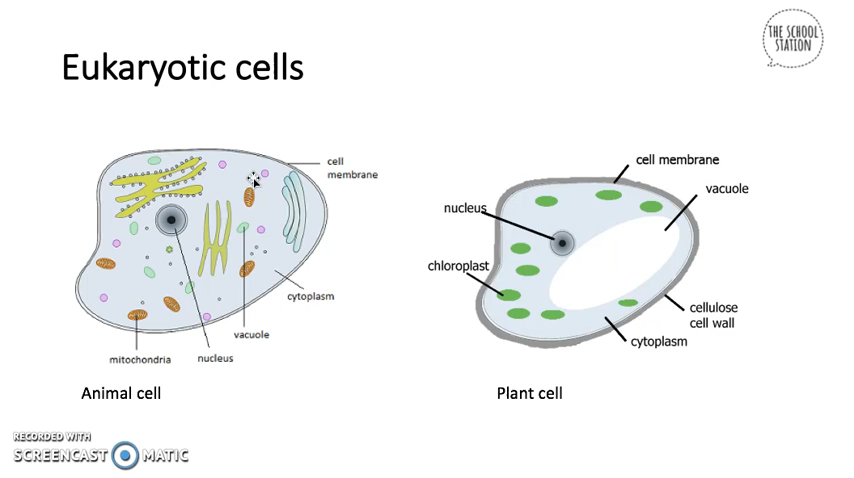 THE SCHOOL
STATION
Eukaryotic cells
cell
membrane
cytoplasm
vacuole
nucleus
mitochondria
Animal cell
cell membrane
vacuole
nucleus
chloroplast
cellulose
cell wall
cytoplasm
Plant cell
RECORDED WITH
SCREENCAST MATIC